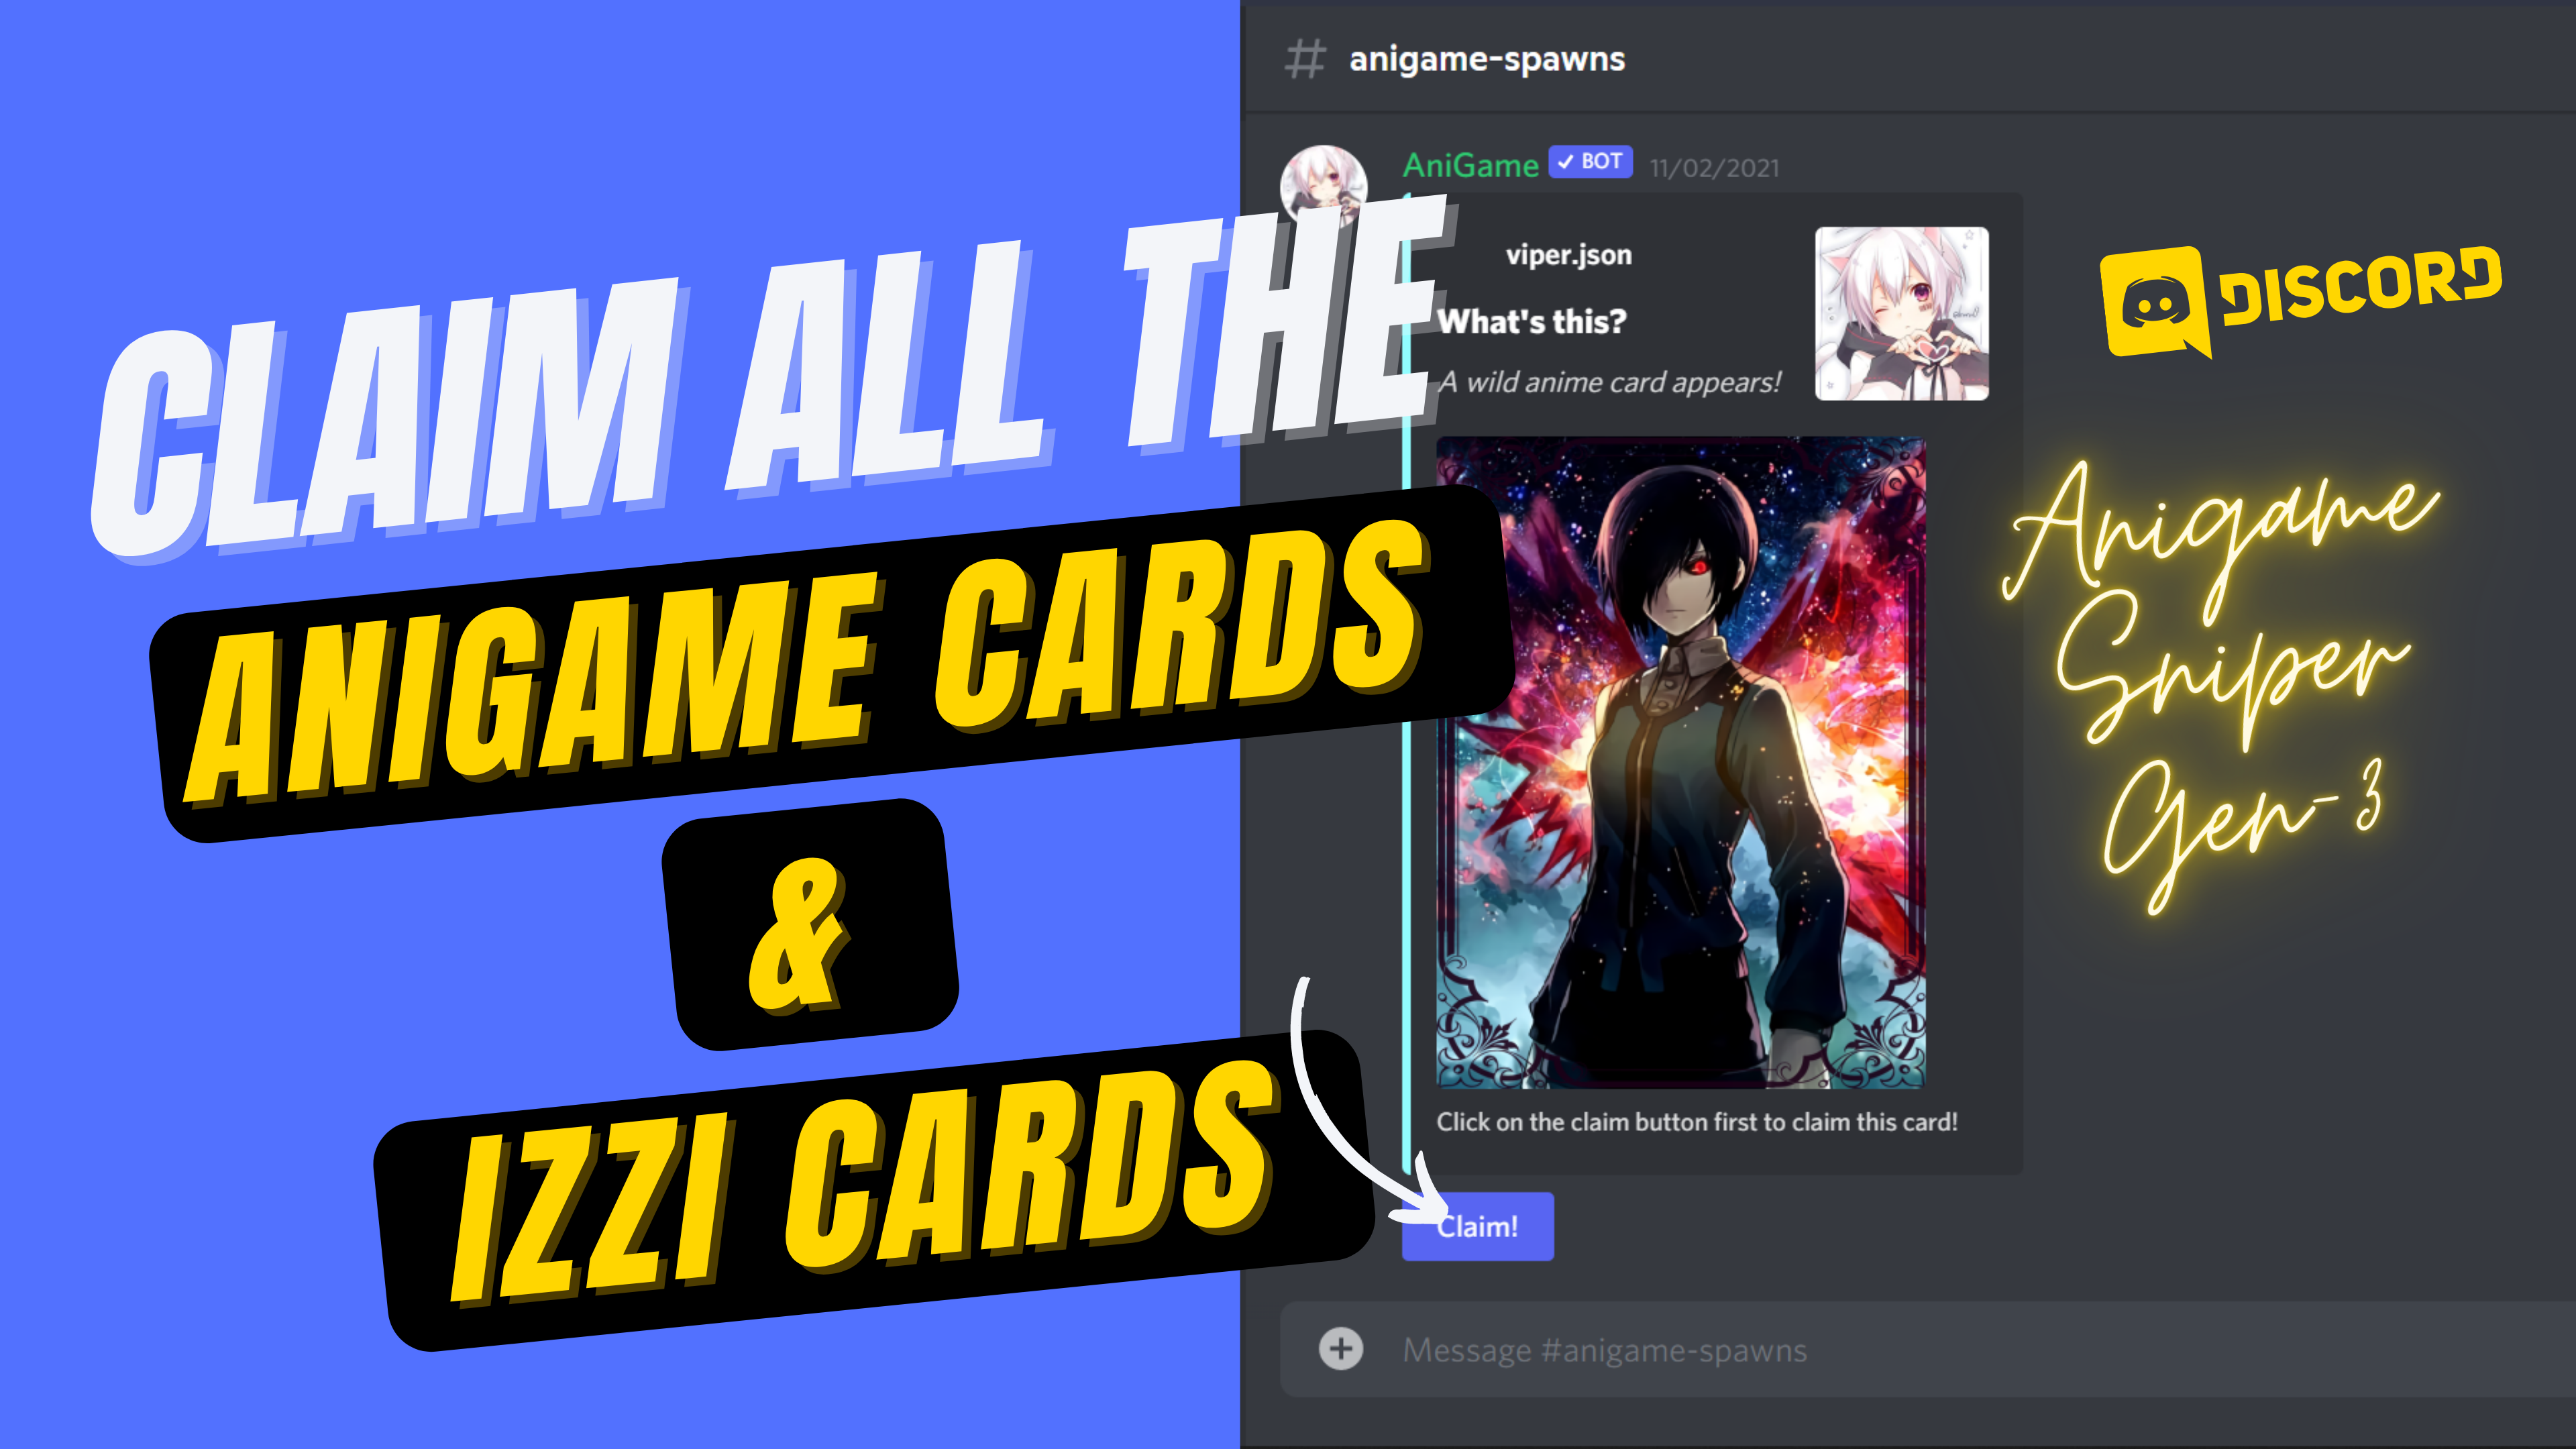 CLAIM ALL THE
ANIGAME CARDS
&
IZZI CARDS
# anigame-spawns
AniGame ✓ BOT 11/02/2021
viper.json
What's this?
A wild anime card appears!
Click on the claim button first to claim this card!
Claim!
Message #anigame-spawns
DISCORD
Anigame
Sniper
Gen-3